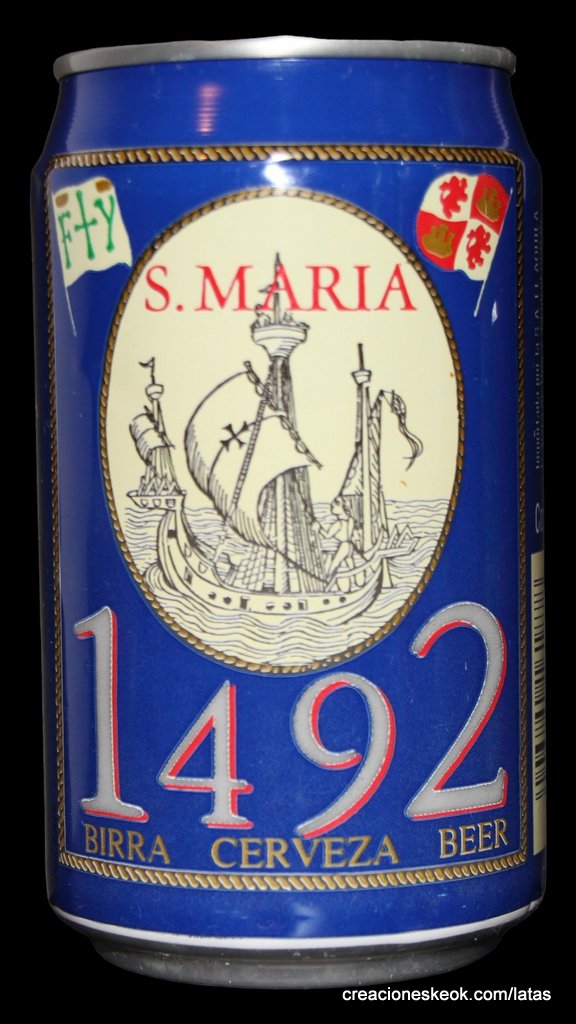 F Y
S. MARIA
1492
BIRRA CERVEZA BEER
creacioneskeok.com/latas